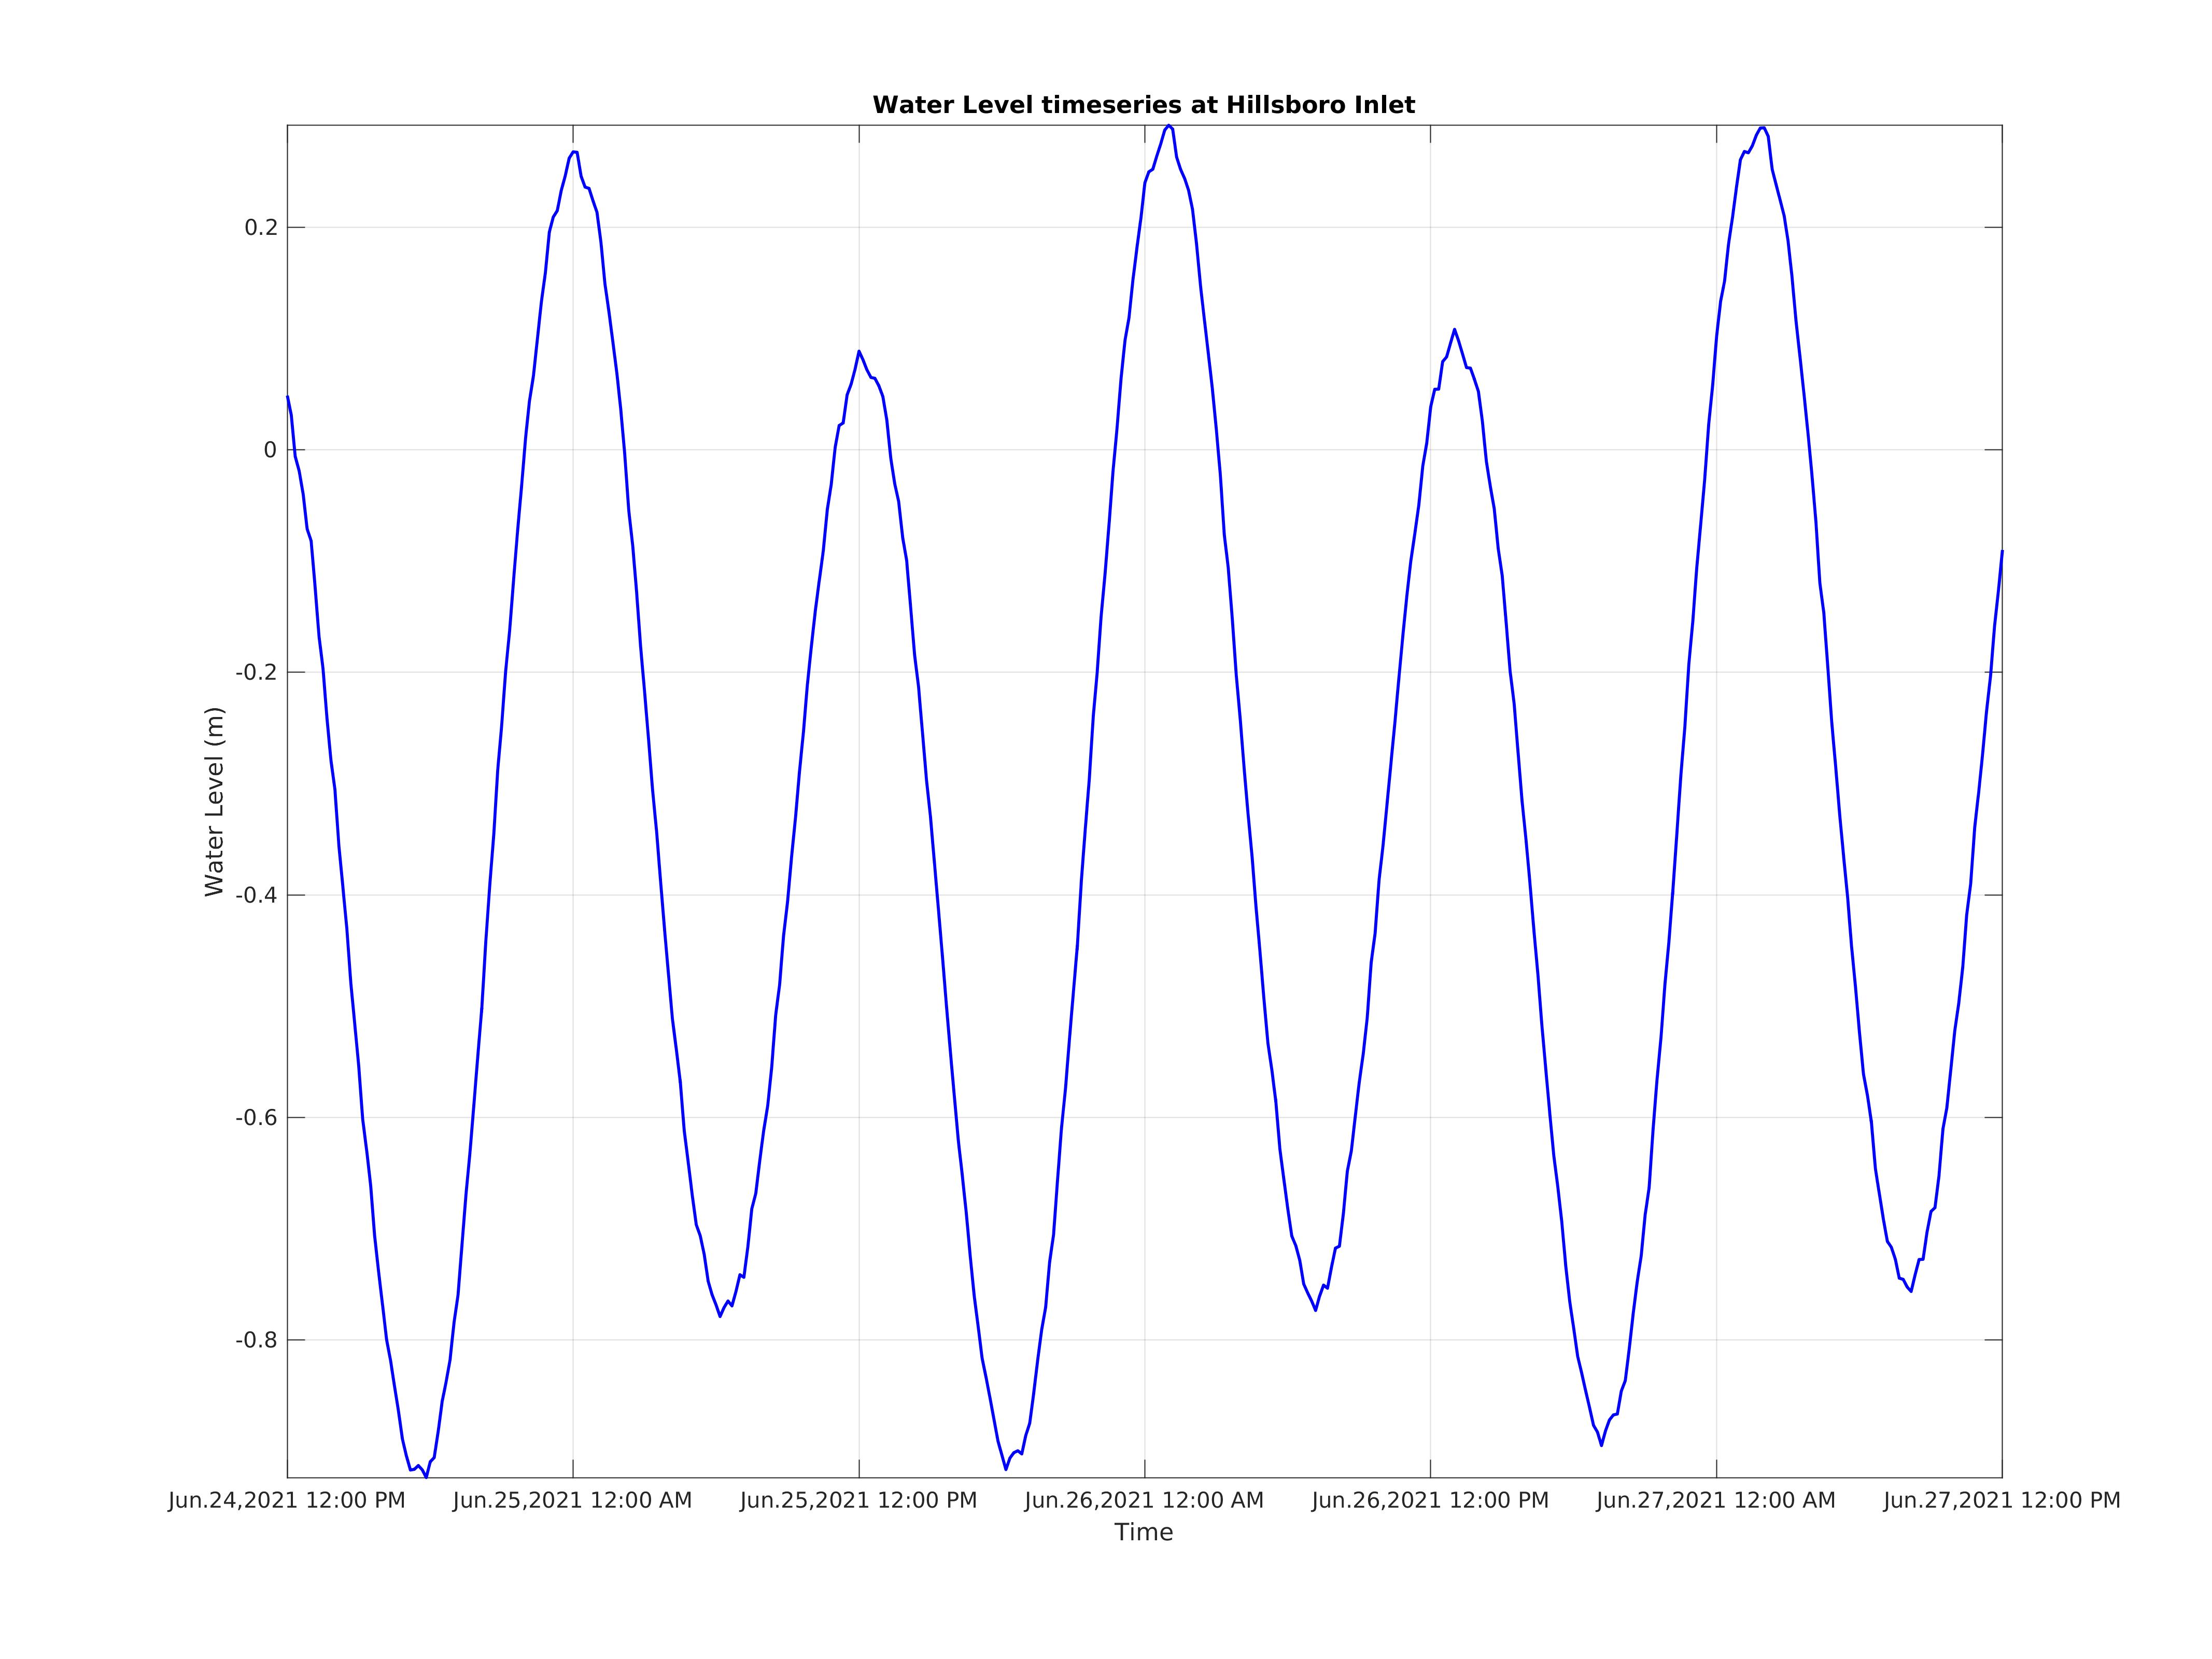 Water Level timeseries at Hillsboro Inlet
0.2
0
-0.2
-0.4
-0.6
-0.8
Water Level (m)
Jun.24,2021 12:00 PM
Jun.25,2021 12:00 AM
Jun.25,2021 12:00 PM
Jun.26,2021 12:00 AM
Jun.26,2021 12:00 PM
Jun.27,2021 12:00 AM
Jun.27,2021 12:00 PM
Time